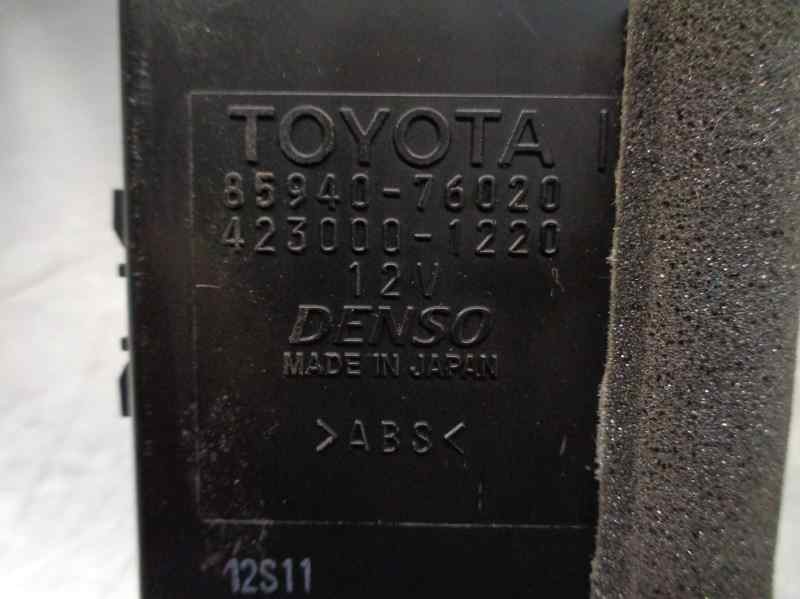 TOYOTA
85940-76020
423000-1220
12V
DENSO
MADE IN JAPAN
>ABS<
12S11